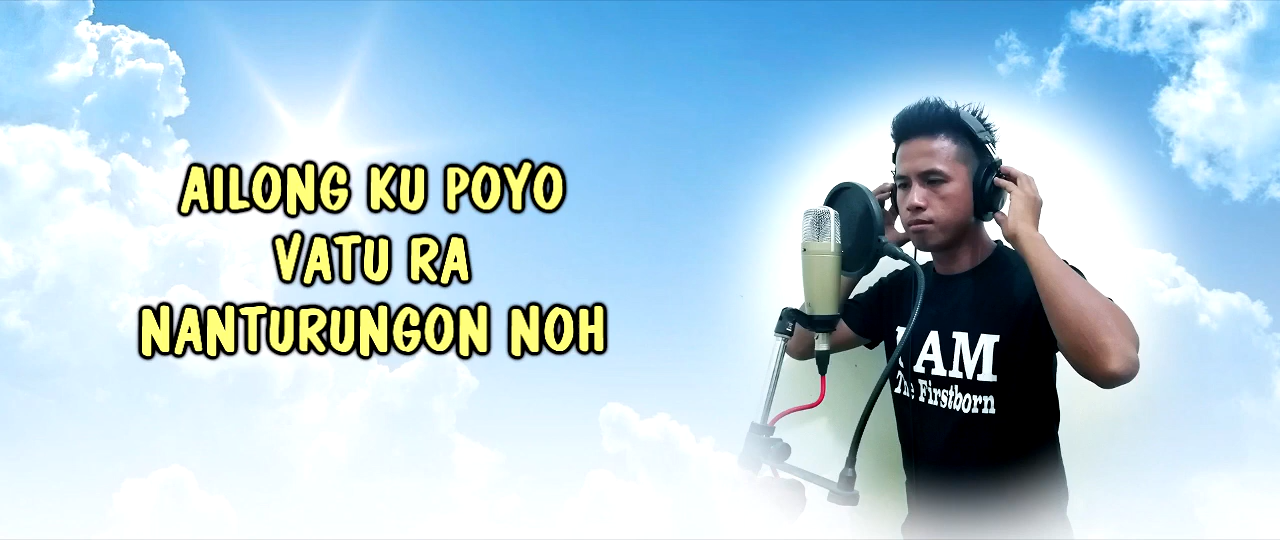 AILONG KU POYO
VATU RA
NANTURUNGON NOH
I AM
The Firstborn